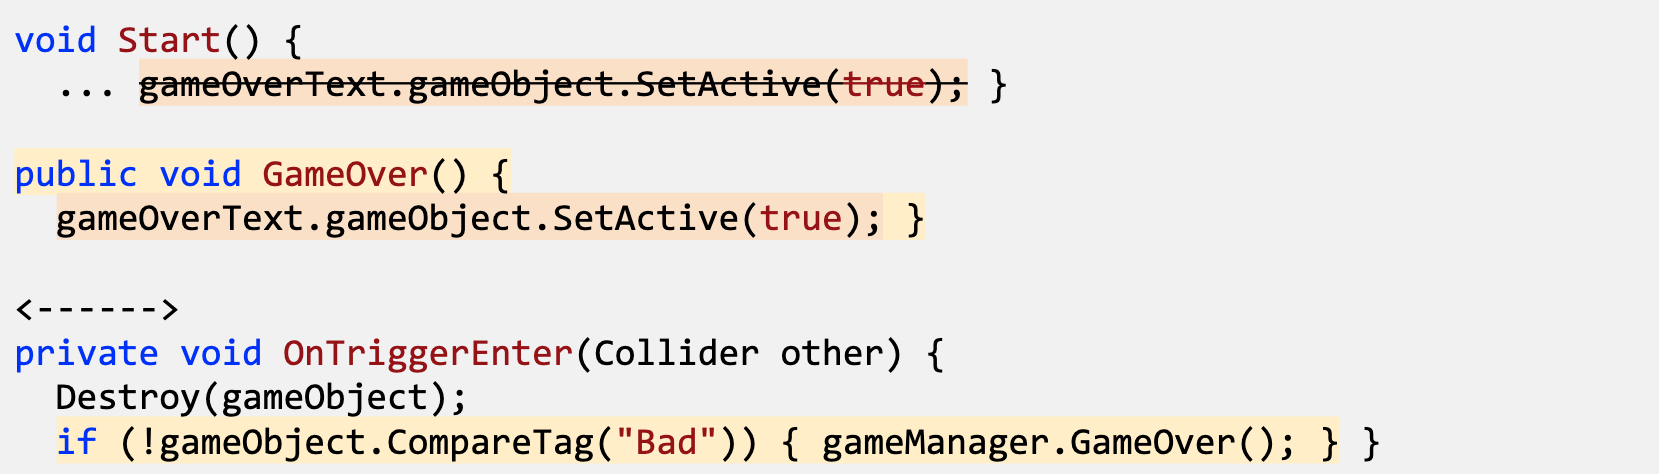 void Start() {
... gameOverText.gameObject.SetActive(true); }
public void GameOver() {
gameOverText.gameObject.SetActive(true); }
<------>
private void OnTriggerEnter(Collider other) {
Destroy(gameObject);
if (!gameObject.CompareTag("Bad")) { gameManager.GameOver(); } }